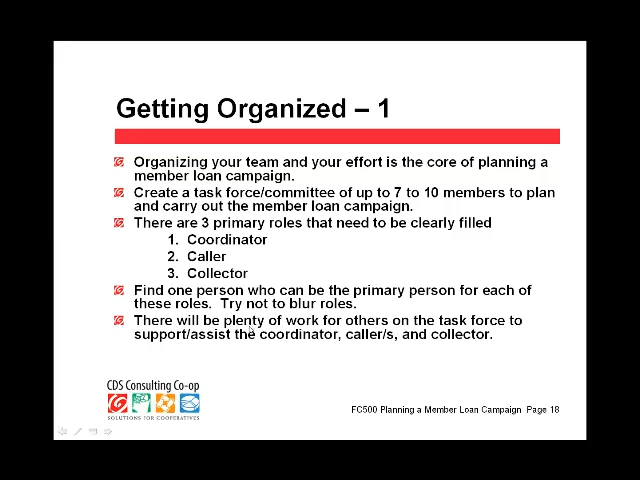 Getting Organized – 1
Organizing your team and your effort is the core of planning a
member loan campaign.
Create a task force/committee of up to 7 to 10 members to plan
and carry out the member loan campaign.
There are 3 primary roles that need to be clearly filled
1. Coordinator
2. Caller
3. Collector
Find one person who can be the primary person for each of
these roles. Try not to blur roles.
There will be plenty of work for others on the task force to
support/assist the coordinator, caller/s, and collector.
CDS Consulting Co-op
SOLUTIONS FOR COOPERATIVES
FC500 Planning a Member Loan Campaign Page 18